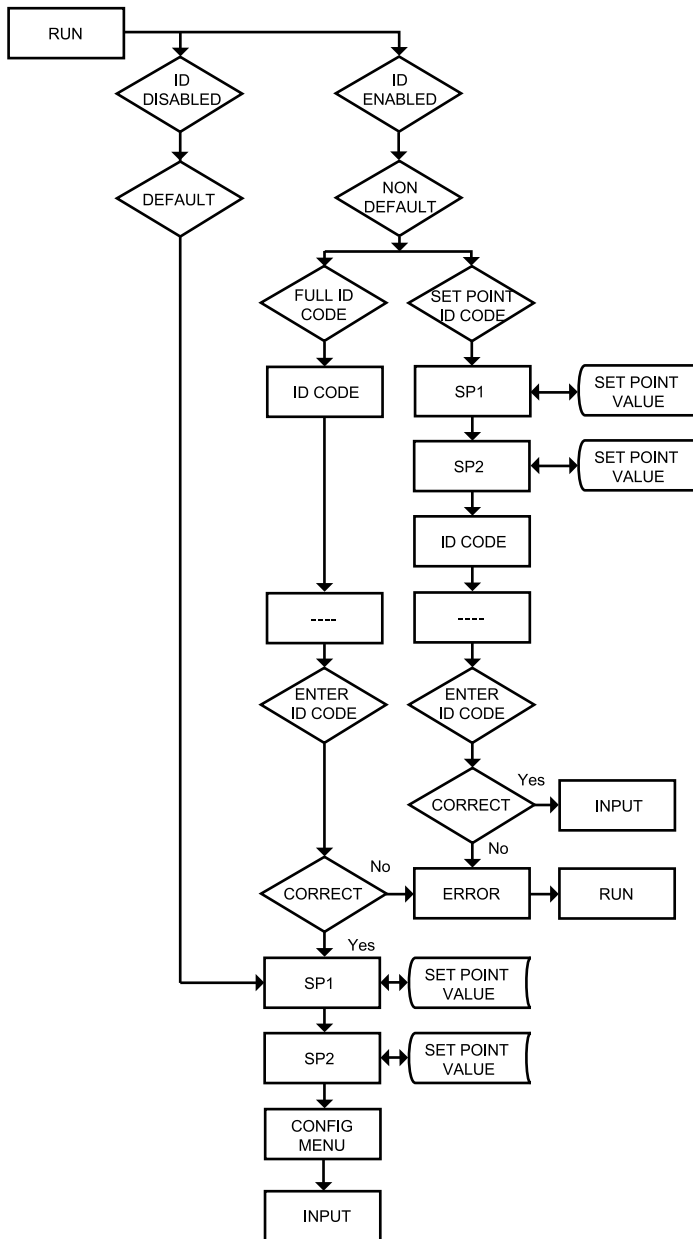 RUN
ID
DISABLED
ID
ENABLED
DEFAULT
NON
DEFAULT
FULL ID
CODE
SET POINT
ID CODE
ID CODE
SP1
SET POINT
VALUE
SP2
SET POINT
VALUE
ID CODE
----
----
ENTER
ID CODE
ENTER
ID CODE
CORRECT
Yes
INPUT
No
CORRECT
No
ERROR
RUN
Yes
SP1
SET POINT
VALUE
SP2
SET POINT
VALUE
CONFIG
MENU
INPUT